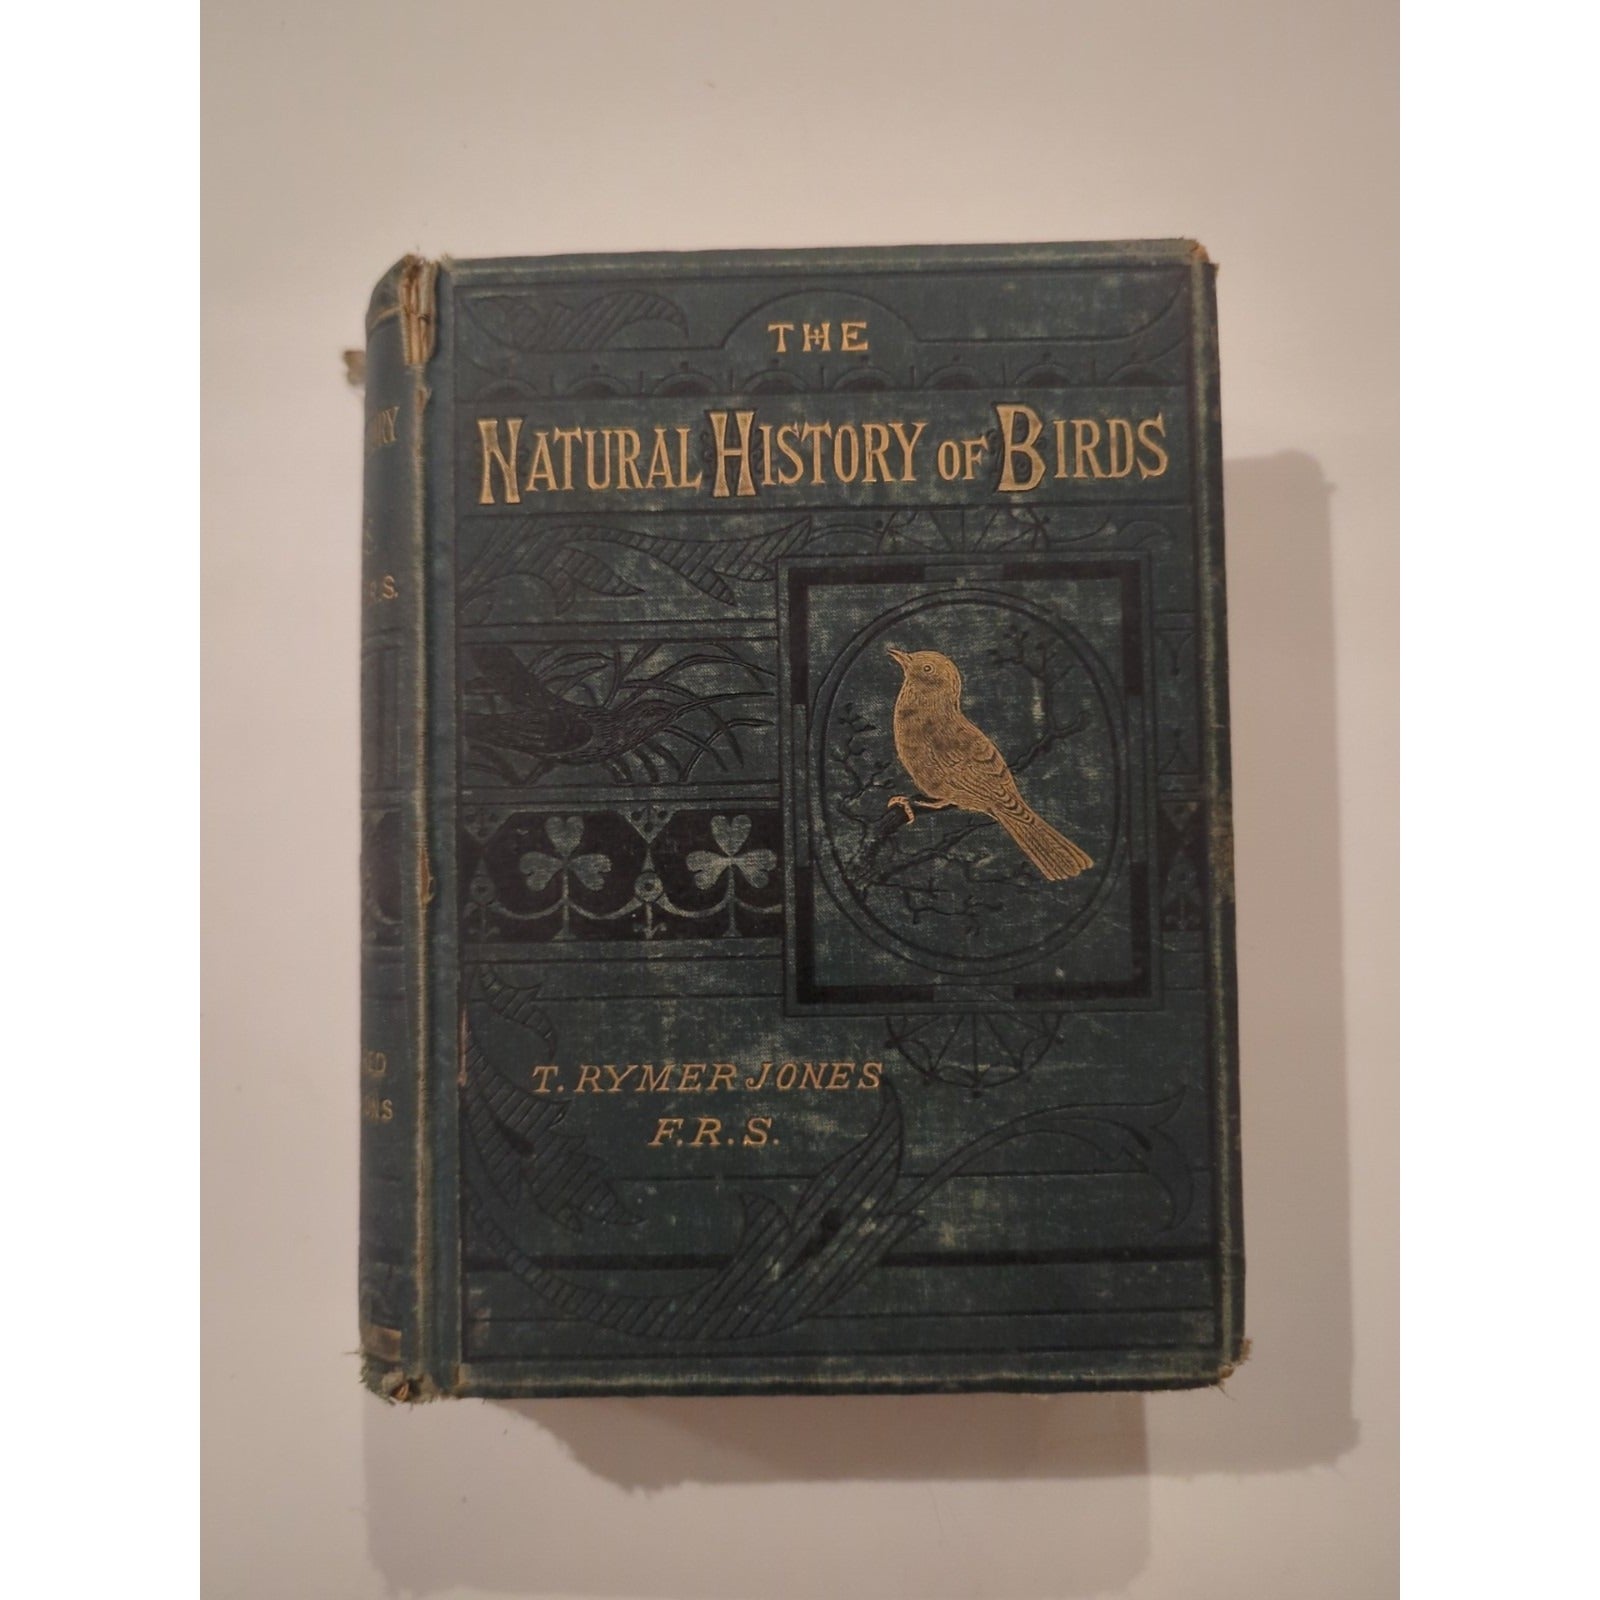 THE
NATURAL HISTORY OF BIRDS
T. RYMER JONES
F.R.S.
R.S.